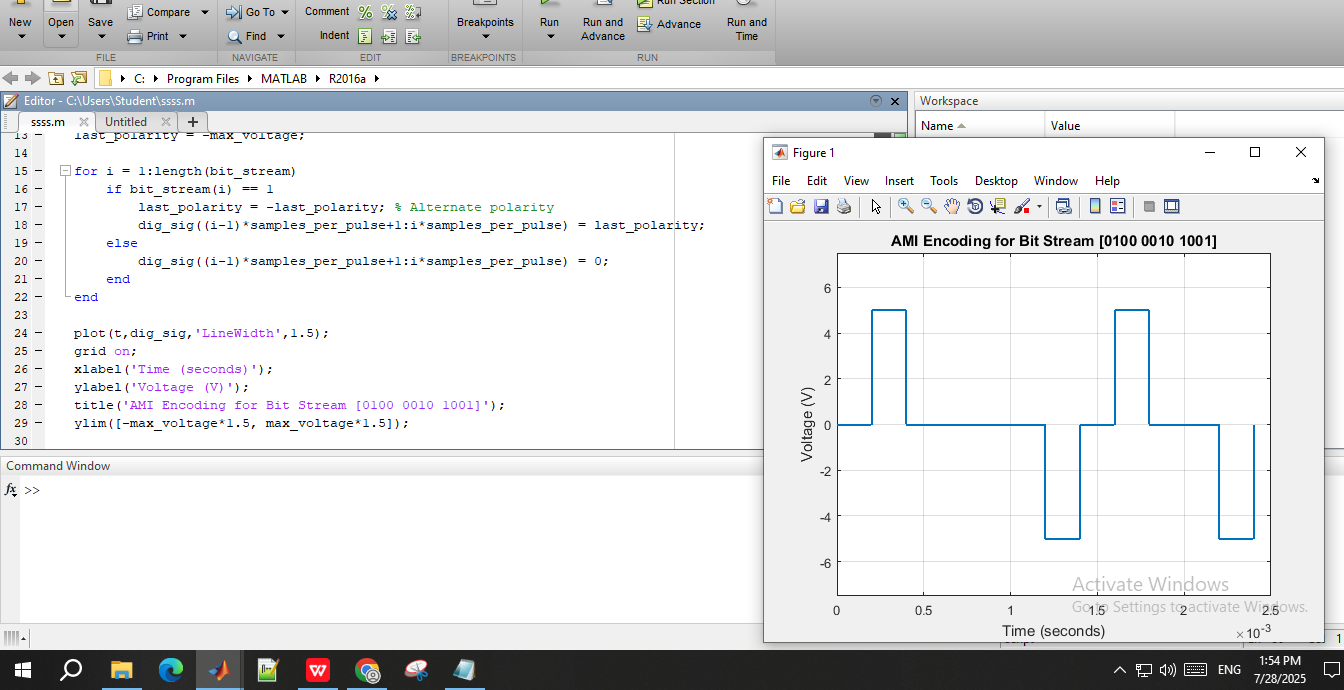 Compare Go To Comment Run Section
New Open Save Print Find Indent Breakpoints Run Run and Advance Advance Run and Time
FILE NAVIGATE EDIT BREAKPOINTS RUN
C: Program Files MATLAB R2016a
Editor - C:\Users\Student\ssss.m
ssss.m Untitled +
13 last_polarity = -max_voltage;
14
15 for i = 1:length(bit_stream)
16 if bit_stream(i) == 1
17 last_polarity = -last_polarity; % Alternate polarity
18 dig_sig((i-1)*samples_per_pulse+1:i*samples_per_pulse) = last_polarity;
19 else
20 dig_sig((i-1)*samples_per_pulse+1:i*samples_per_pulse) = 0;
21 end
22 end
23
24 plot(t,dig_sig,'LineWidth',1.5);
25 grid on;
26 xlabel('Time (seconds)');
27 ylabel('Voltage (V)');
28 title('AMI Encoding for Bit Stream [0100 0010 1001]');
29 ylim([-max_voltage*1.5, max_voltage*1.5]);
30
Command Window
fx >>
Workspace
Name Value
Figure 1
File Edit View Insert Tools Desktop Window Help
AMI Encoding for Bit Stream [0100 0010 1001]
Voltage (V)
6
4
2
0
-2
-4
-6
0 0.5 1 1.5 2 2.5
Time (seconds)
×10-3
Activate Windows
Go to Settings to activate Windows.
ENG
1:54 PM
7/28/2025